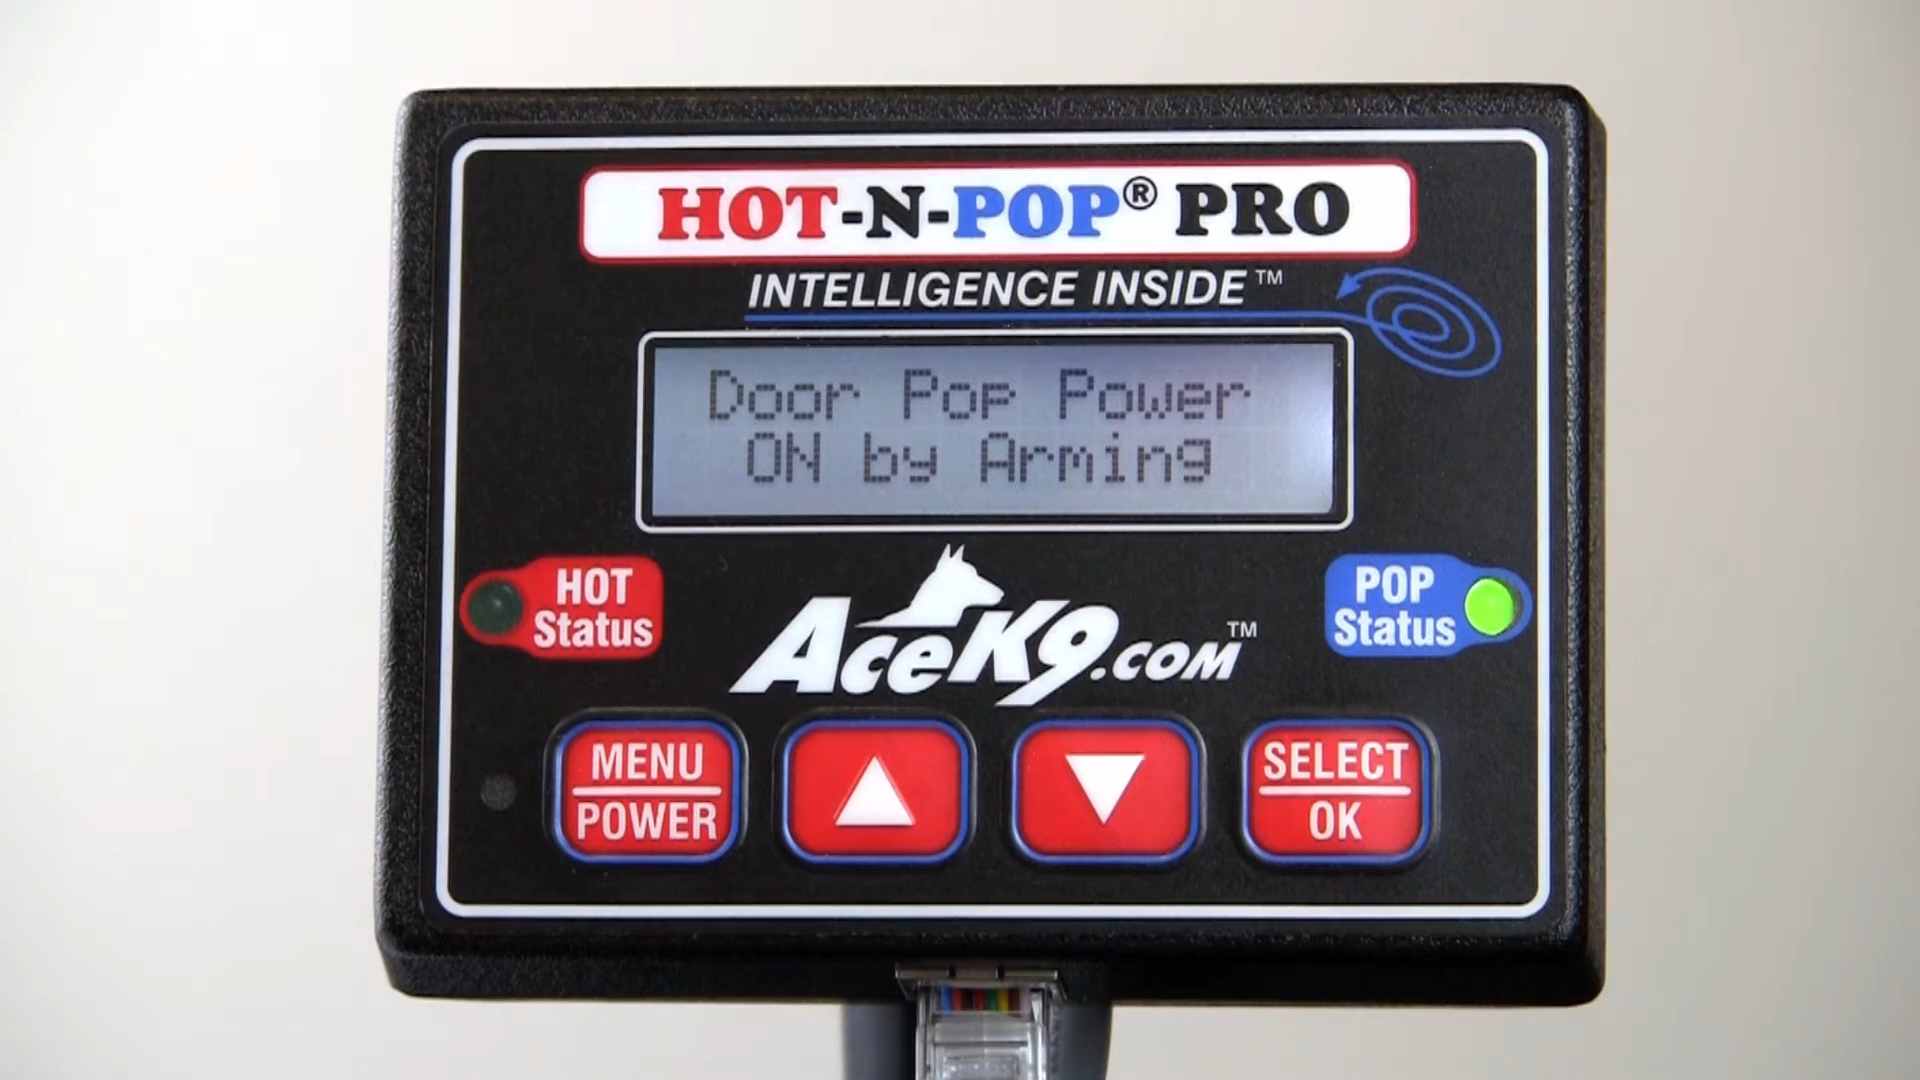 HOT-N-POP® PRO
INTELLIGENCE INSIDE™
Door Pop Power
ON by Arming
HOT
Status
POP
Status
AceK9.com™
MENU
POWER
SELECT
OK